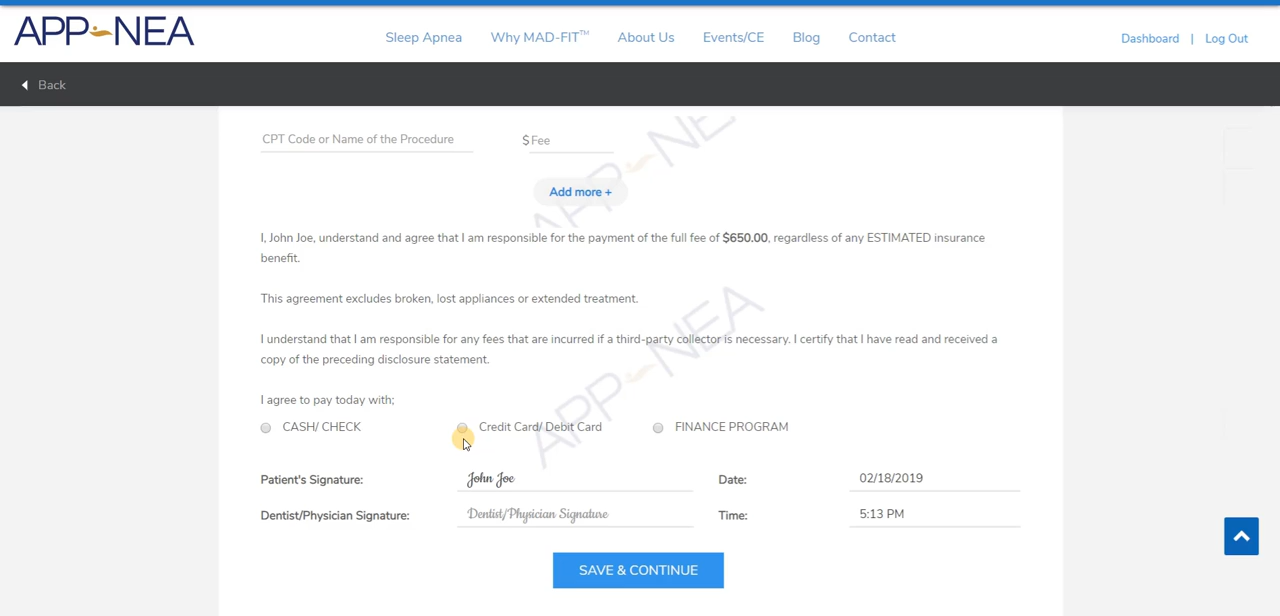 APP NEA
Sleep Apnea Why MAD-FIT™ About Us Events/CE Blog Contact Dashboard | Log Out
Back
CPT Code or Name of the Procedure $ Fee
Add more +
I, John Joe, understand and agree that I am responsible for the payment of the full fee of $650.00, regardless of any ESTIMATED insurance
benefit.
This agreement excludes broken, lost appliances or extended treatment.
I understand that I am responsible for any fees that are incurred if a third-party collector is necessary. I certify that I have read and received a
copy of the preceding disclosure statement.
I agree to pay today with;
CASH/ CHECK Credit Card/ Debit Card FINANCE PROGRAM
Patient's Signature: John Joe Date: 02/18/2019
Dentist/Physician Signature: Dentist/Physician Signature Time: 5:13 PM
SAVE & CONTINUE
APP NEA
APP NEA